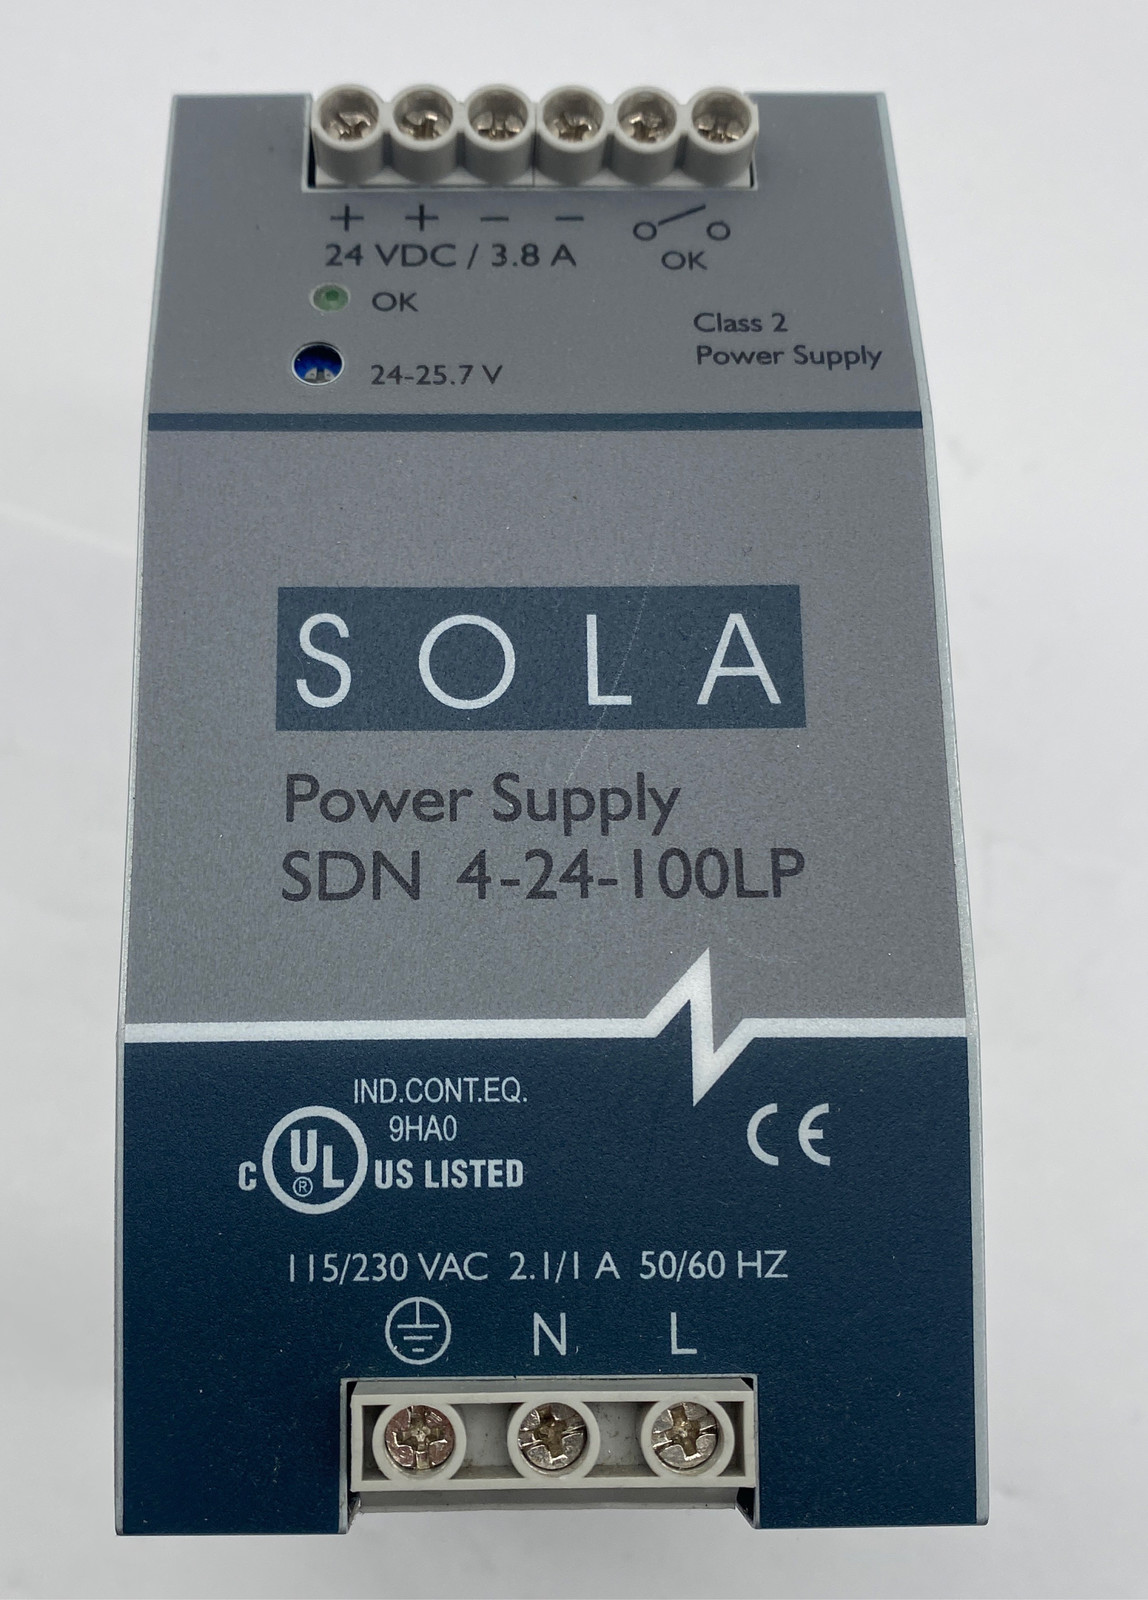 + + − −
24 VDC / 3.8 A
OK
OK
24-25.7 V
Class 2
Power Supply
SOLA
Power Supply
SDN 4-24-100LP
IND.CONT.EQ.
9HA0
C UL ® US LISTED
CE
115/230 VAC 2.1/1 A 50/60 HZ
N L